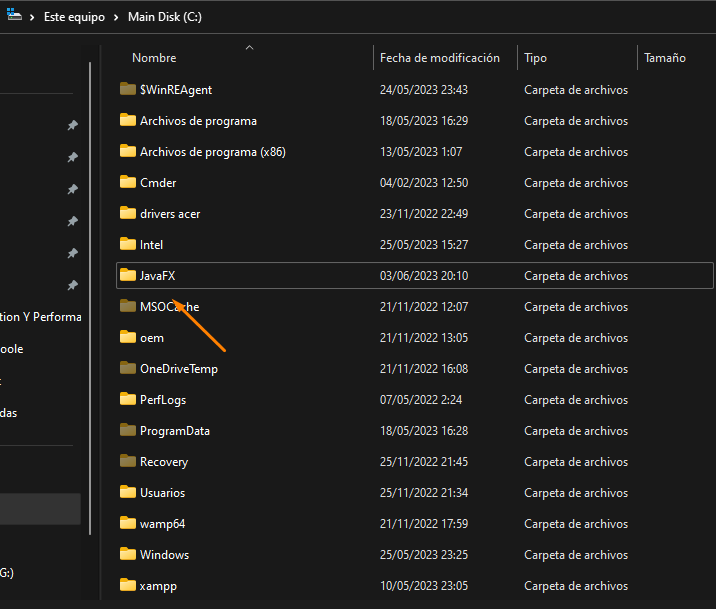 Este equipo > Main Disk (C:)
Nombre Fecha de modificación Tipo Tamaño
$WinREAgent 24/05/2023 23:43 Carpeta de archivos
Archivos de programa 18/05/2023 16:29 Carpeta de archivos
Archivos de programa (x86) 13/05/2023 1:07 Carpeta de archivos
Cmder 04/02/2023 12:50 Carpeta de archivos
drivers acer 23/11/2022 22:49 Carpeta de archivos
Intel 25/05/2023 15:27 Carpeta de archivos
JavaFX 03/06/2023 20:10 Carpeta de archivos
MSOCache 21/11/2022 12:07 Carpeta de archivos
tion Y Performa
oem 21/11/2022 13:05 Carpeta de archivos
oole
OneDriveTemp 21/11/2022 16:08 Carpeta de archivos
PerfLogs 07/05/2022 2:24 Carpeta de archivos
das
ProgramData 18/05/2023 16:28 Carpeta de archivos
Recovery 25/11/2022 21:45 Carpeta de archivos
Usuarios 25/11/2022 21:34 Carpeta de archivos
wamp64 21/11/2022 17:59 Carpeta de archivos
Windows 25/05/2023 23:25 Carpeta de archivos
G:)
xampp 10/05/2023 23:05 Carpeta de archivos